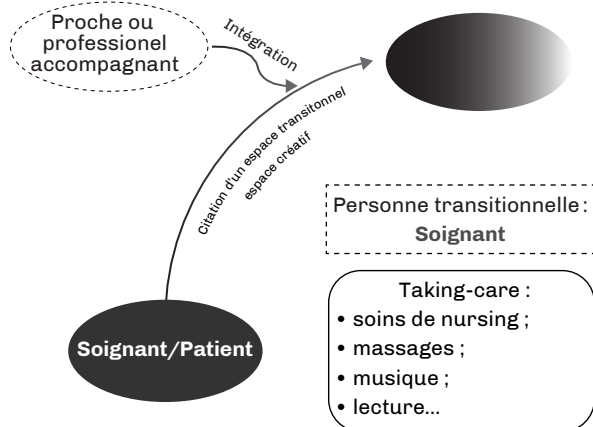 Proche ou
professionel
accompagnant
Intégration
Citation d'un espace transitonnel
espace créatif
Personne transitionnelle :
Soignant
Soignant/Patient
Taking-care :
• soins de nursing ;
• massages ;
• musique ;
• lecture...